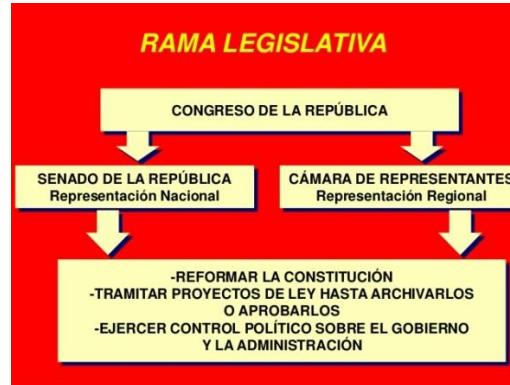 RAMA LEGISLATIVA
CONGRESO DE LA REPÚBLICA
SENADO DE LA REPÚBLICA
Representación Nacional
CÁMARA DE REPRESENTANTES
Representación Regional
-REFORMAR LA CONSTITUCIÓN
-TRAMITAR PROYECTOS DE LEY HASTA ARCHIVARLOS
O APROBARLOS
-EJERCER CONTROL POLÍTICO SOBRE EL GOBIERNO
Y LA ADMINISTRACIÓN